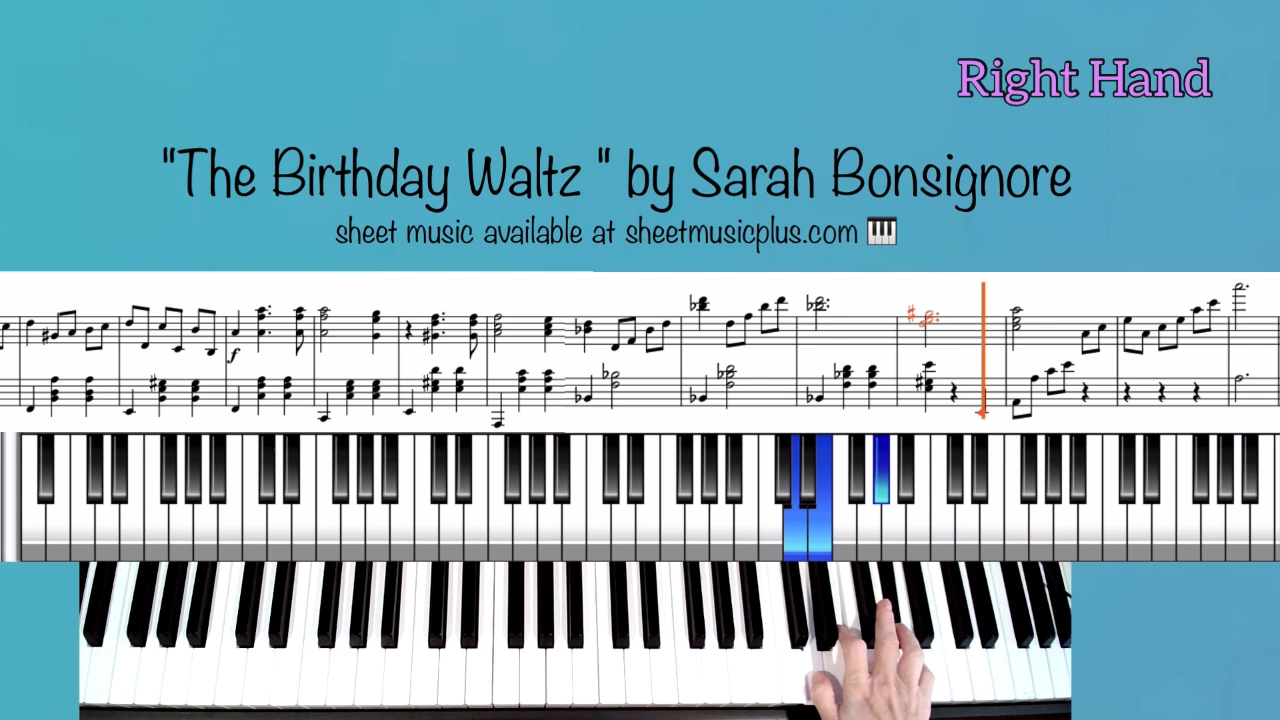 Right Hand
"The Birthday Waltz " by Sarah Bonsignore
sheet music available at sheetmusicplus.com 🎹
f